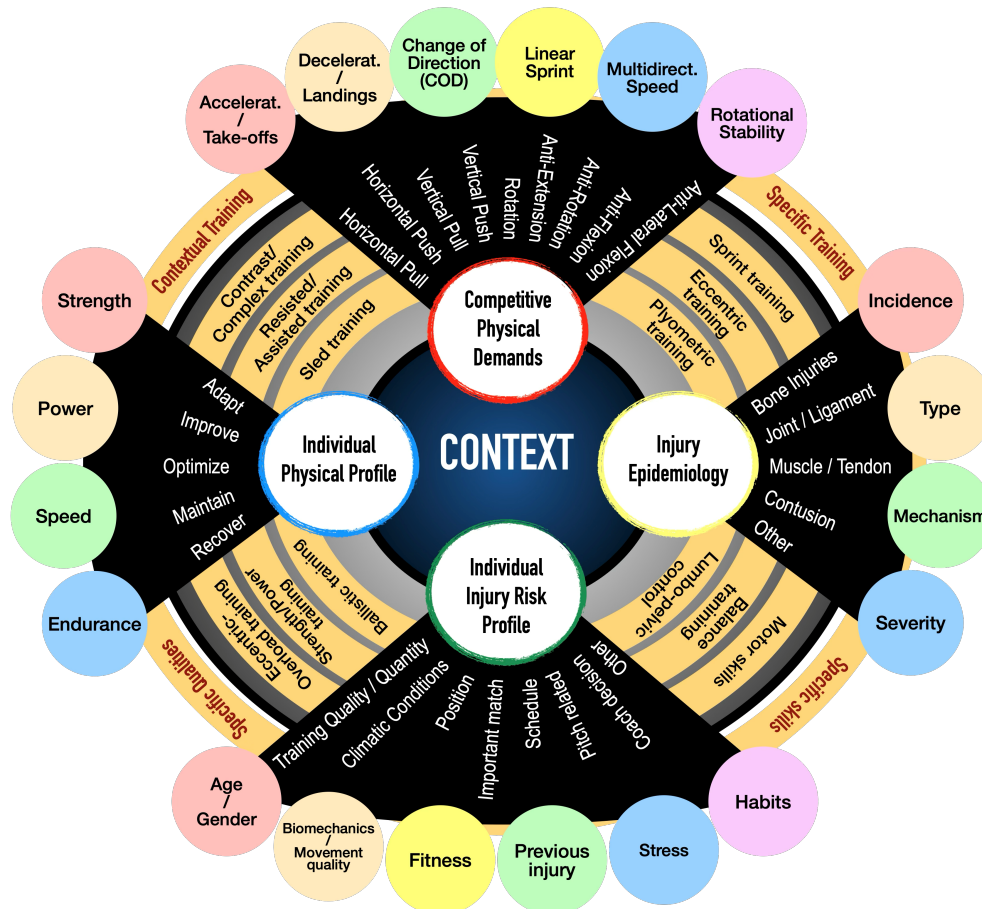 Accelerat.
/
Take-offs
Decelerat.
/
Landings
Change of
Direction
(COD)
Linear
Sprint
Multidirect.
Speed
Rotational
Stability
Horizontal Pull
Horizontal Push
Vertical Pull
Vertical Push
Rotation
Anti-Extension
Anti-Rotation
Anti-Flexion
Anti-Lateral Flexion
Competitive
Physical
Demands
Contextual Training
Contrast/
Complex training
Resisted/
Assisted training
Sled training
Specific Training
Sprint training
Eccentric
training
Plyometric
training
Strength
Power
Speed
Endurance
Adapt
Improve
Optimize
Maintain
Recover
Individual
Physical Profile
CONTEXT
Injury
Epidemiology
Bone Injuries
Joint / Ligament
Muscle / Tendon
Contusion
Other
Incidence
Type
Mechanism
Severity
Specific Qualities
Eccentric-
Overload training
Strength/Power
training
Ballistic training
Specific skills
Lumbo-pelvic
control
Balance
tranining
Motor skills
Individual
Injury Risk
Profile
Training Quality / Quantity
Climatic Conditions
Position
Important match
Schedule
Pitch related
Coach decision
Other
Age
/
Gender
Biomechanics
/
Movement
quality
Fitness
Previous
injury
Stress
Habits